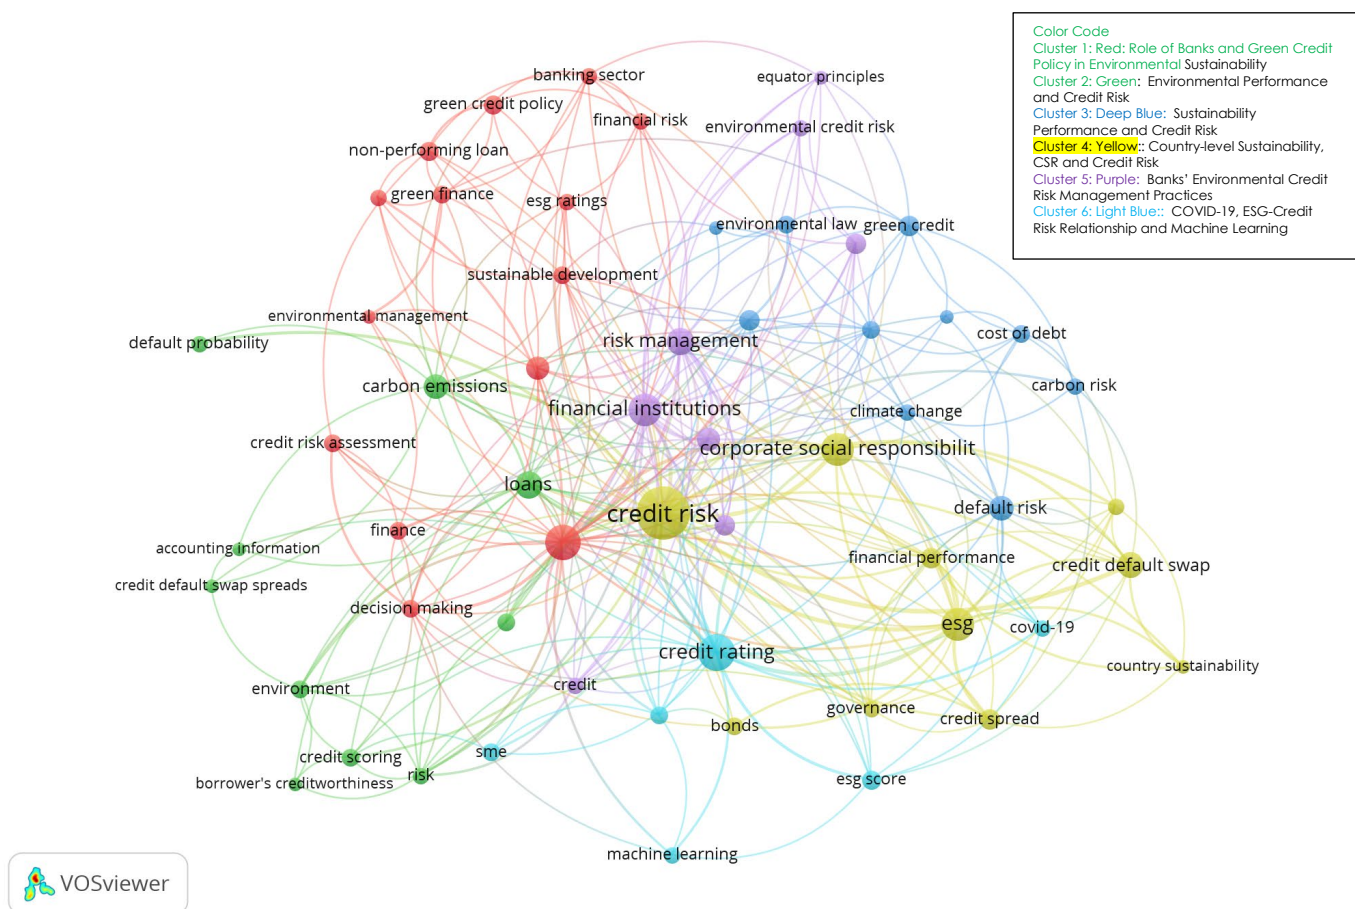 Color Code
Cluster 1: Red: Role of Banks and Green Credit
Policy in Environmental Sustainability
Cluster 2: Green: Environmental Performance
and Credit Risk
Cluster 3: Deep Blue: Sustainability
Performance and Credit Risk
Cluster 4: Yellow:: Country-level Sustainability,
CSR and Credit Risk
Cluster 5: Purple: Banks' Environmental Credit
Risk Management Practices
Cluster 6: Light Blue:: COVID-19, ESG-Credit
Risk Relationship and Machine Learning
banking sector
equator principles
green credit policy
financial risk
environmental credit risk
non-performing loan
green finance
esg ratings
environmental law
green credit
sustainable development
environmental management
default probability
risk management
cost of debt
carbon emissions
carbon risk
financial institutions
climate change
credit risk assessment
corporate social responsibilit
loans
credit risk
default risk
finance
accounting information
financial performance
credit default swap
credit default swap spreads
decision making
esg
covid-19
credit rating
country sustainability
environment
credit
governance
credit spread
bonds
credit scoring
sme
risk
borrower's creditworthiness
esg score
machine learning
VOSviewer